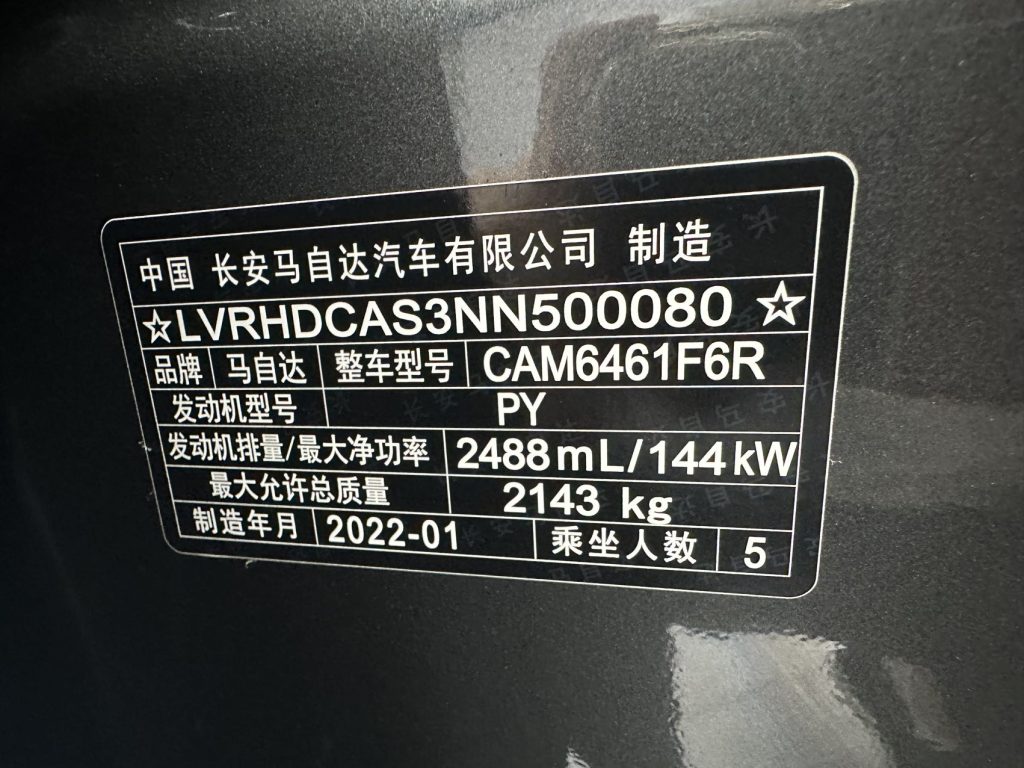 中国 长安马自达汽车有限公司 制造
☆LVRHDCAS3NN500080☆
品牌 马自达 整车型号 CAM6461F6R
发动机型号 PY
发动机排量/最大净功率 2488mL/144kW
最大允许总质量 2143 kg
制造年月 2022-01 乘坐人数 5